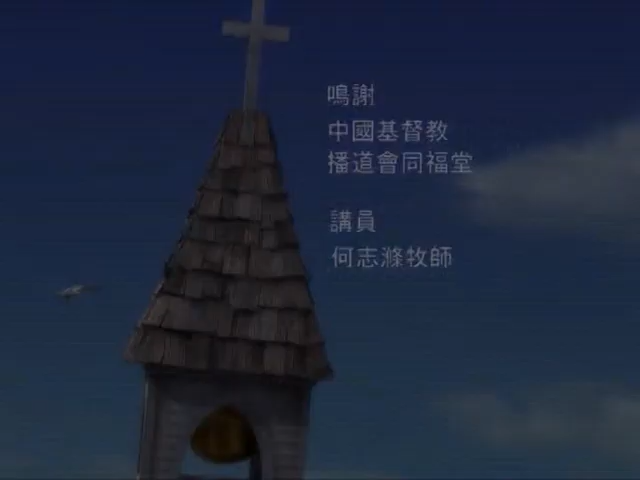 鳴謝
中國基督教
播道會同福堂
講員
何志滌牧師